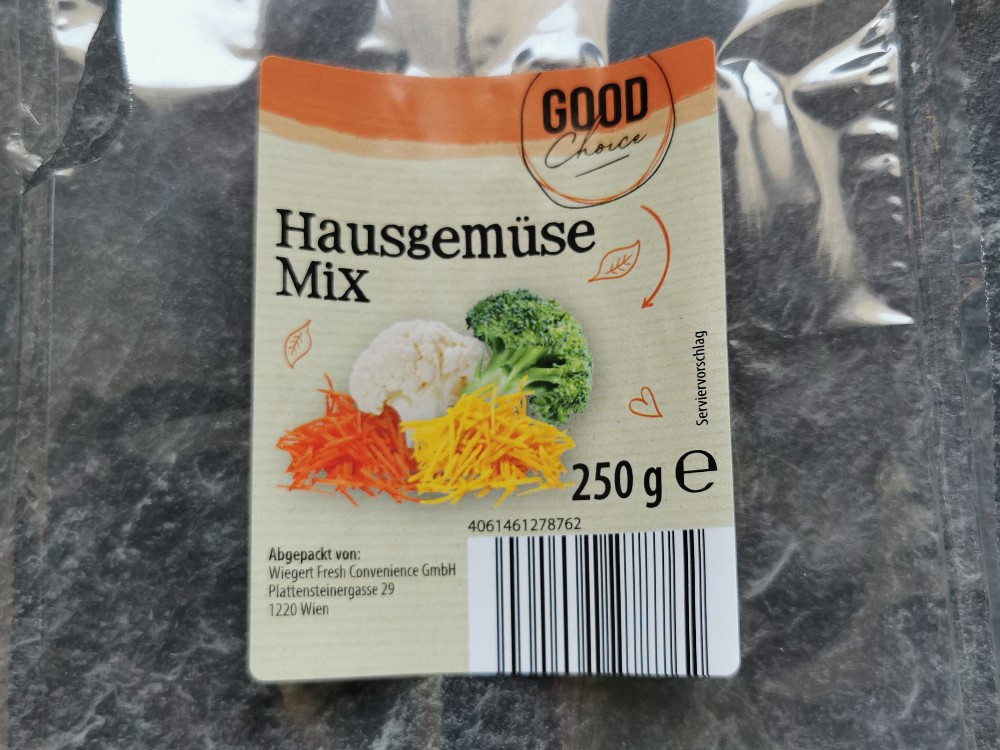 GOOD
Choice
Hausgemüse
Mix
Serviervorschlag
250 g e
4061461278762
Abgepackt von:
Wiegert Fresh Convenience GmbH
Plattensteinergasse 29
1220 Wien